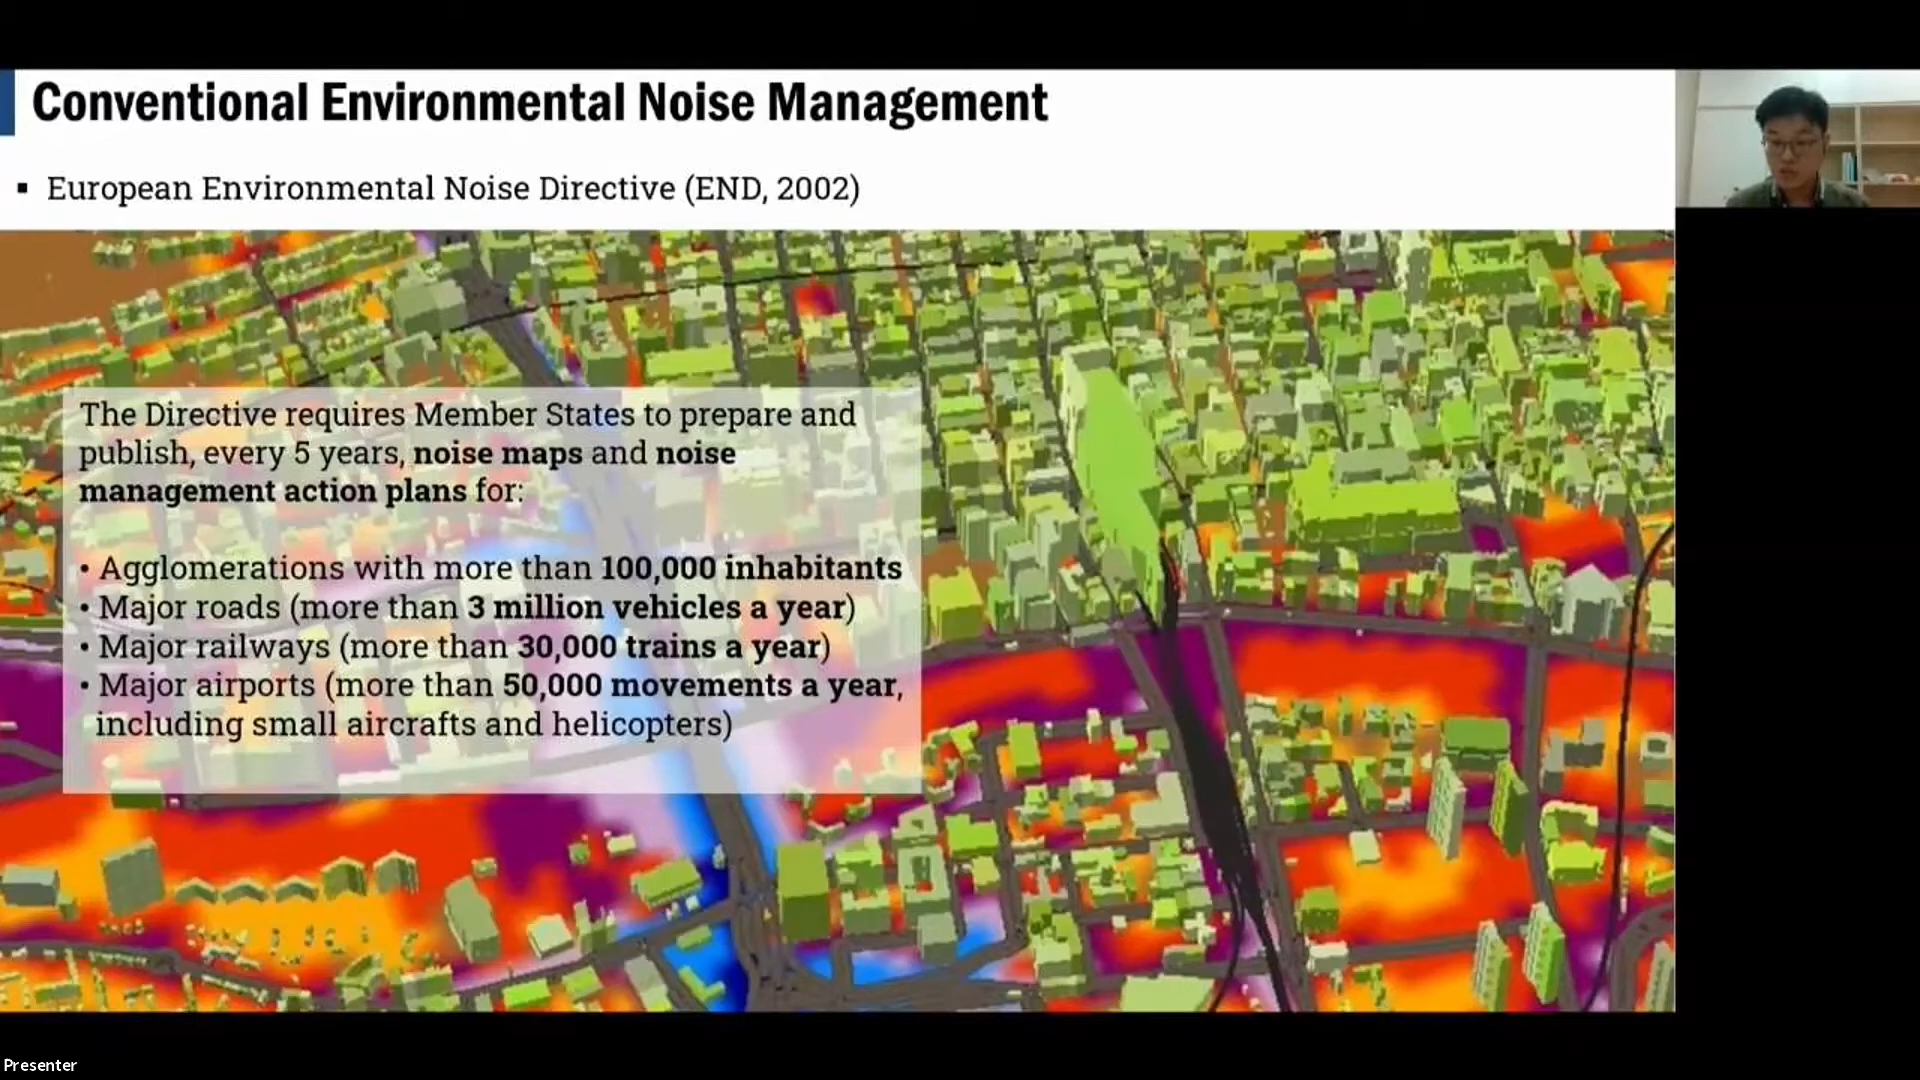 Conventional Environmental Noise Management
▪ European Environmental Noise Directive (END, 2002)
The Directive requires Member States to prepare and
publish, every 5 years, noise maps and noise
management action plans for:
• Agglomerations with more than 100,000 inhabitants
• Major roads (more than 3 million vehicles a year)
• Major railways (more than 30,000 trains a year)
• Major airports (more than 50,000 movements a year,
including small aircrafts and helicopters)
Presenter